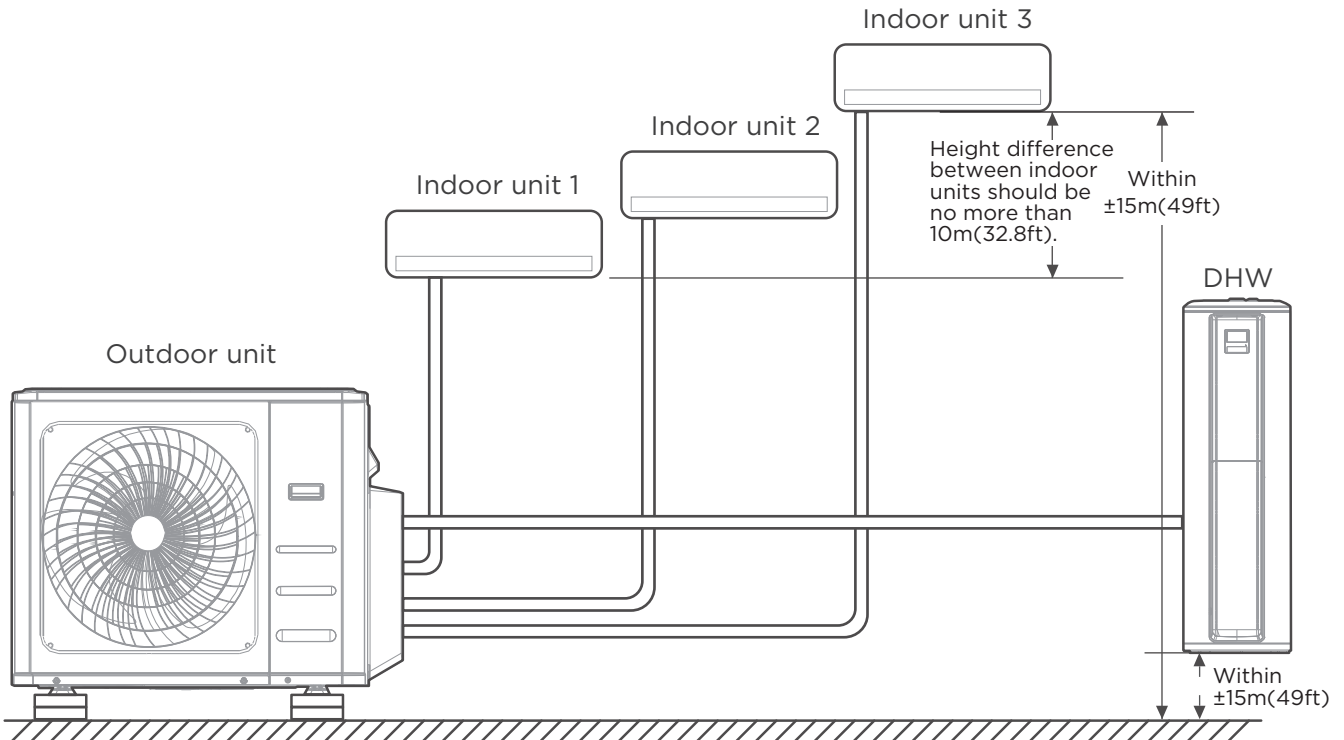 Indoor unit 3
Indoor unit 2
Height difference
between indoor
units should be
no more than
10m(32.8ft).
Within
±15m(49ft)
Indoor unit 1
DHW
Outdoor unit
Within
±15m(49ft)